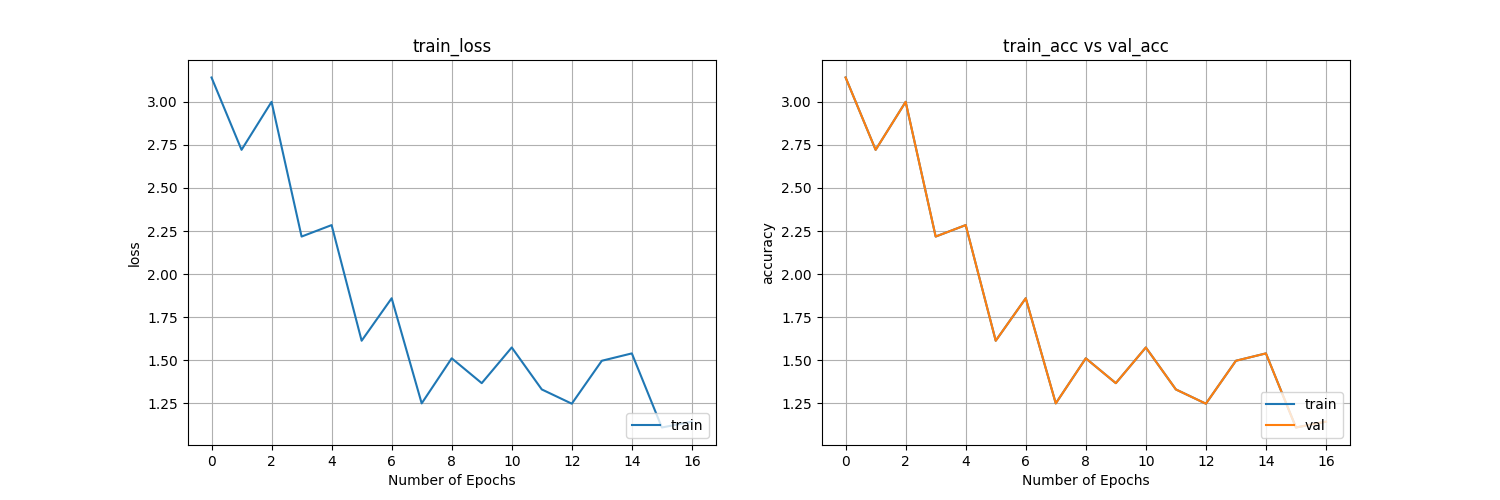 train_loss
3.00
2.75
2.50
2.25
2.00
1.75
1.50
1.25
loss
0 2 4 6 8 10 12 14 16
Number of Epochs
train
train_acc vs val_acc
3.00
2.75
2.50
2.25
2.00
1.75
1.50
1.25
accuracy
0 2 4 6 8 10 12 14 16
Number of Epochs
train
val